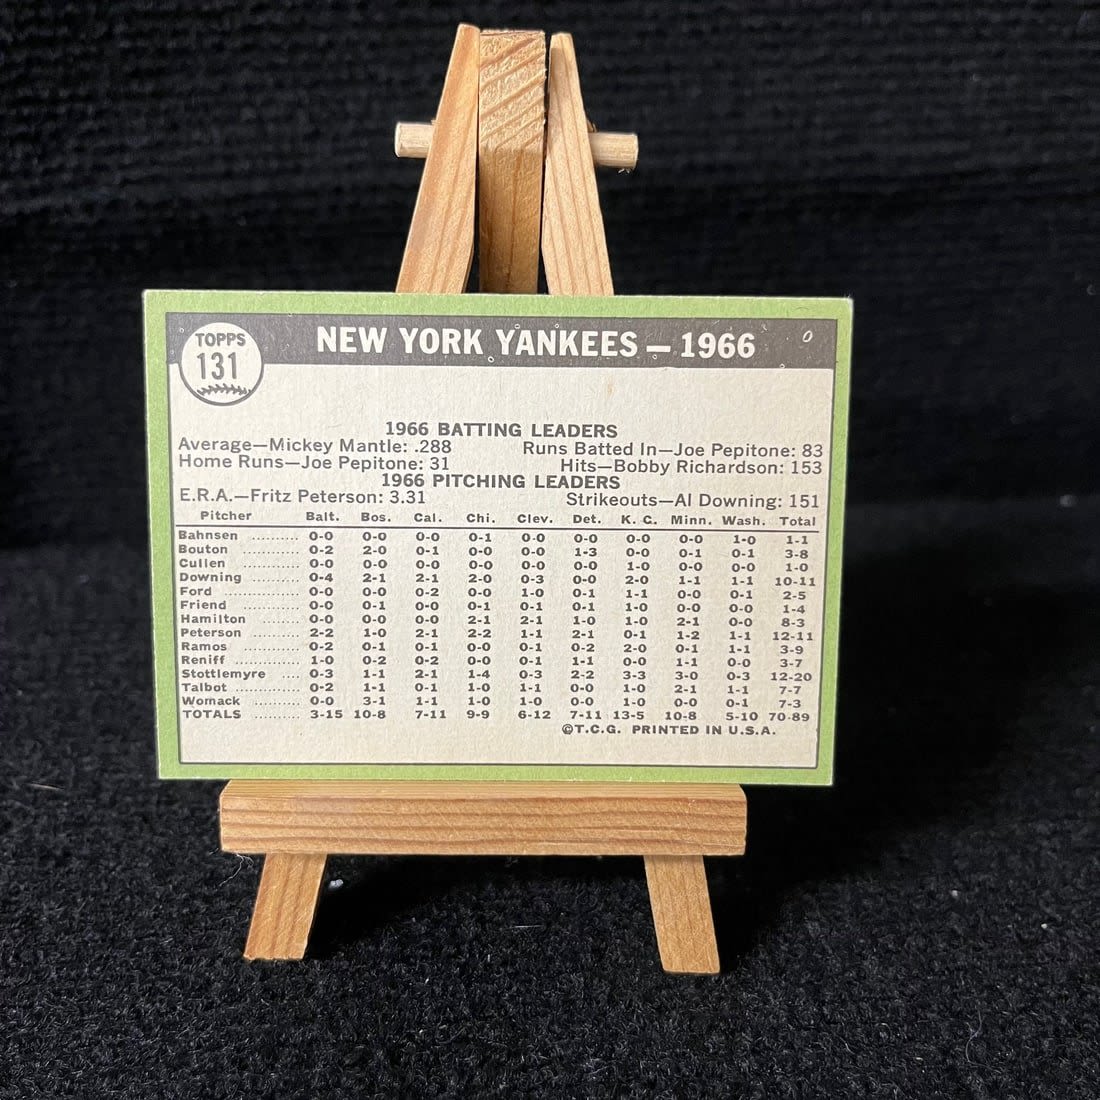 TOPPS
131
NEW YORK YANKEES — 1966
1966 BATTING LEADERS
Average—Mickey Mantle: .288 Runs Batted In—Joe Pepitone: 83
Home Runs—Joe Pepitone: 31 Hits—Bobby Richardson: 153
1966 PITCHING LEADERS
E.R.A.—Fritz Peterson: 3.31 Strikeouts—Al Downing: 151
Pitcher Balt. Bos. Cal. Chi. Clev. Det. K. C. Minn. Wash. Total
Bahnsen .......... 0-0 0-0 0-0 0-1 0-0 0-0 0-0 0-0 1-0 1-1
Bouton ............ 0-2 2-0 0-1 0-0 0-0 1-3 0-0 0-1 0-1 3-8
Cullen ............ 0-0 0-0 0-0 0-0 0-0 0-0 1-0 0-0 0-0 1-0
Downing .......... 0-4 2-1 2-1 2-0 0-3 0-0 2-0 1-1 1-1 10-11
Ford ............... 0-0 0-0 0-2 0-0 1-0 0-1 1-1 0-0 0-1 2-5
Friend ............ 0-0 0-1 0-0 0-1 0-1 0-1 1-0 0-0 0-0 1-4
Hamilton ......... 0-0 0-0 0-0 2-1 2-1 1-0 1-0 2-1 0-0 8-3
Peterson .......... 2-2 1-0 2-1 2-2 1-1 2-1 0-1 1-2 1-1 12-11
Ramos ............ 0-2 0-1 0-1 0-0 0-1 0-2 2-0 0-1 1-1 3-9
Reniff ............. 1-0 0-2 0-2 0-0 0-1 1-1 0-0 1-1 0-0 3-7
Stottlemyre .... 0-3 1-1 2-1 1-4 0-3 2-2 3-3 3-0 0-3 12-20
Talbot ............. 0-2 1-1 0-1 1-0 1-1 0-0 1-0 2-1 1-1 7-7
Womack .......... 0-0 3-1 1-1 1-0 1-0 0-0 1-0 0-0 0-1 7-3
TOTALS .......... 3-15 10-8 7-11 9-9 6-12 7-11 13-5 10-8 5-10 70-89
©T.C.G. PRINTED IN U.S.A.